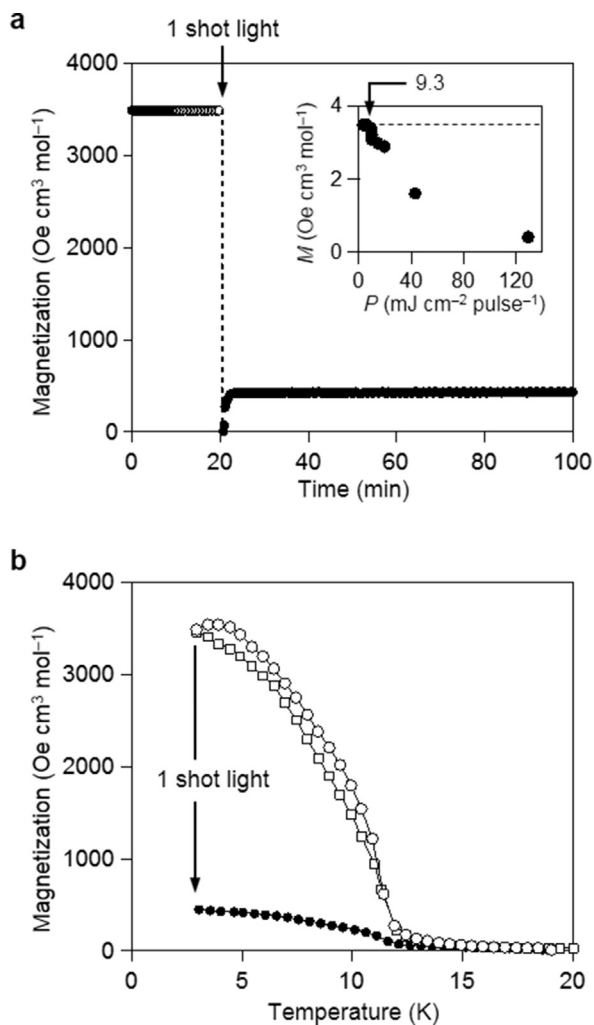 a
1 shot light
4000
3000
2000
1000
0
Magnetization (Oe cm³ mol⁻¹)
9.3
4
2
0
M (Oe cm³ mol⁻¹)
0 40 80 120
P (mJ cm⁻² pulse⁻¹)
0 20 40 60 80 100
Time (min)
b
4000
3000
2000
1000
0
Magnetization (Oe cm³ mol⁻¹)
1 shot light
0 5 10 15 20
Temperature (K)